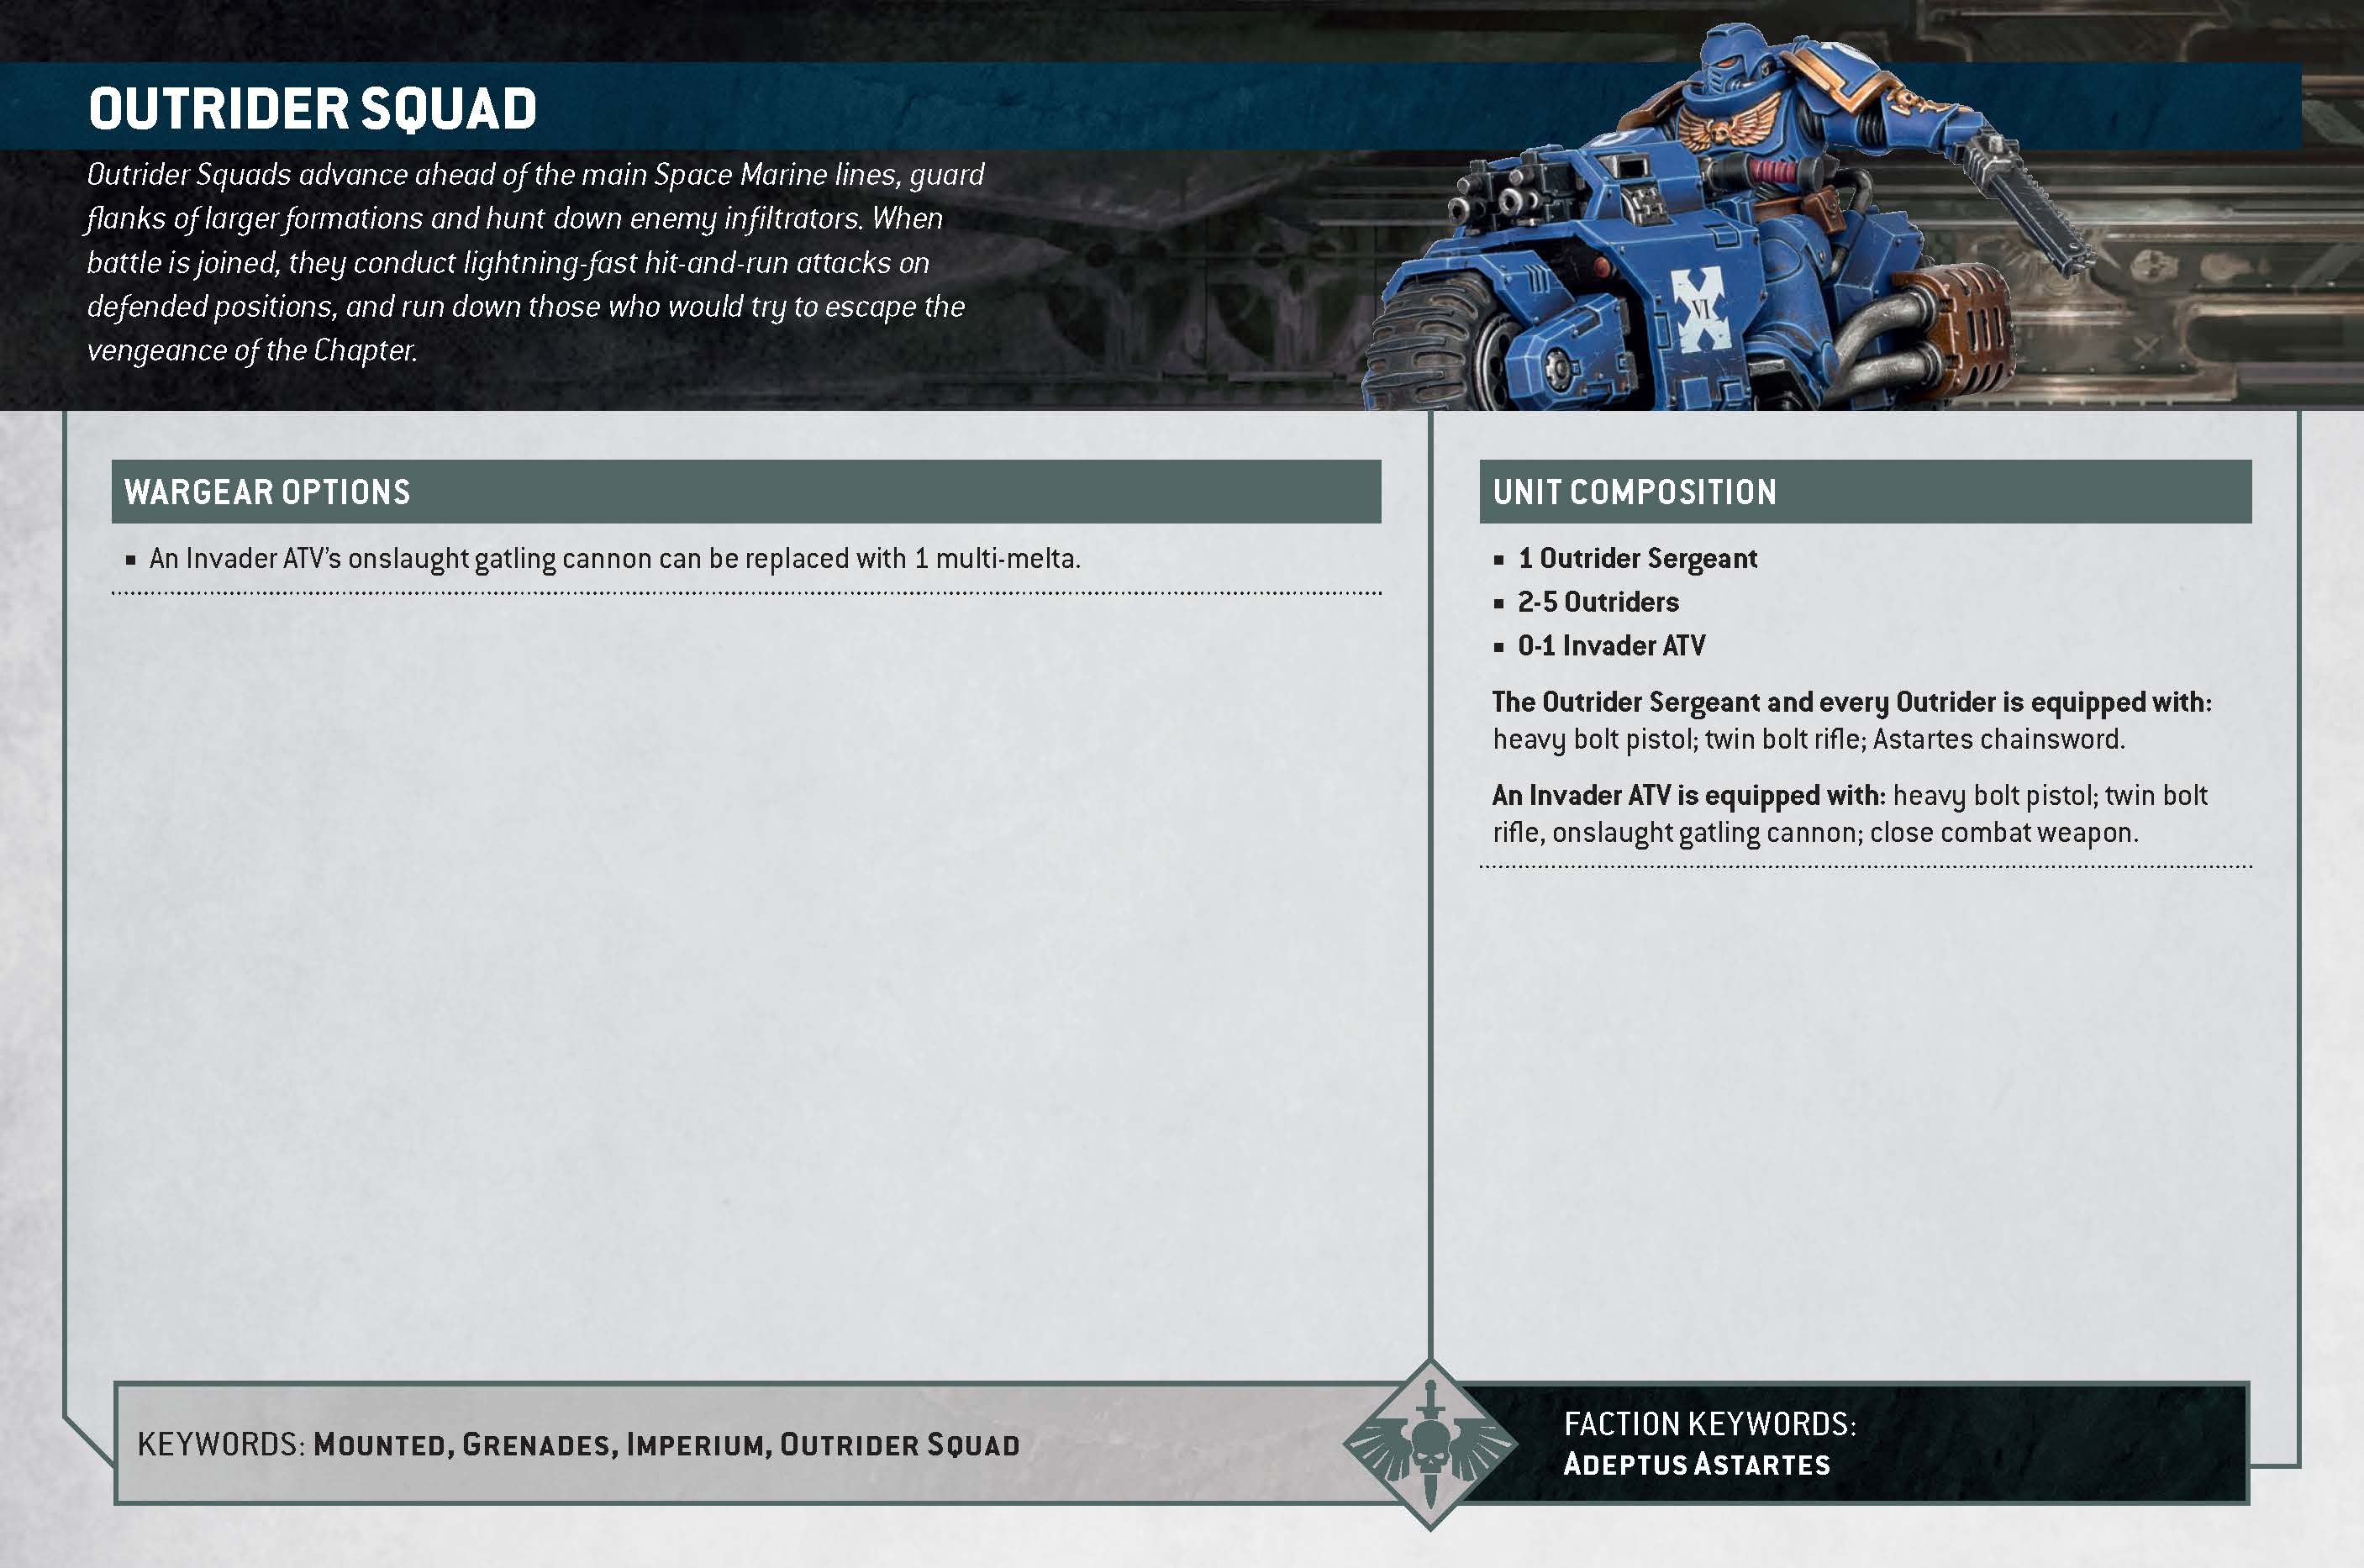 OUTRIDER SQUAD
Outrider Squads advance ahead of the main Space Marine lines, guard
flanks of larger formations and hunt down enemy infiltrators. When
battle is joined, they conduct lightning-fast hit-and-run attacks on
defended positions, and run down those who would try to escape the
vengeance of the Chapter.
VI
WARGEAR OPTIONS
▪ An Invader ATV’s onslaught gatling cannon can be replaced with 1 multi-melta.
UNIT COMPOSITION
▪ 1 Outrider Sergeant
▪ 2-5 Outriders
▪ 0-1 Invader ATV
The Outrider Sergeant and every Outrider is equipped with:
heavy bolt pistol; twin bolt rifle; Astartes chainsword.
An Invader ATV is equipped with: heavy bolt pistol; twin bolt
rifle, onslaught gatling cannon; close combat weapon.
KEYWORDS: MOUNTED, GRENADES, IMPERIUM, OUTRIDER SQUAD
FACTION KEYWORDS:
ADEPTUS ASTARTES